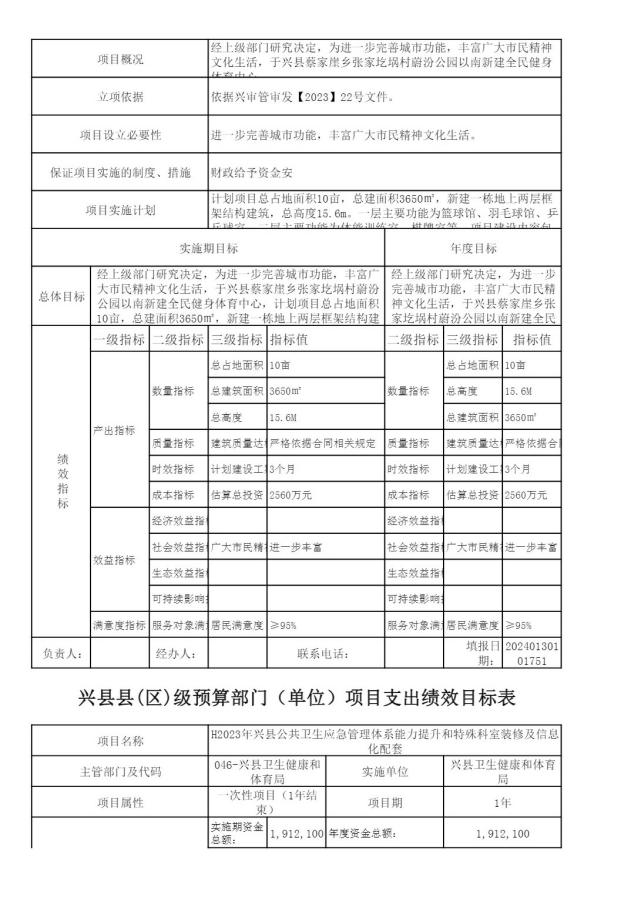 项目概况
经上级部门研究决定，为进一步完善城市功能，丰富广大市民精神
文化生活，于兴县蔡家崖乡张家圪埚村蔚汾公园以南新建全民健身
体育中心
立项依据
依据兴审管审发【2023】22号文件。
项目设立必要性
进一步完善城市功能，丰富广大市民精神文化生活。
保证项目实施的制度、措施
财政给予资金安
项目实施计划
计划项目总占地面积10亩，总建面积3650㎡，新建一栋地上两层框
架结构建筑，总高度15.6m。一层主要功能为篮球馆、羽毛球馆、乒
实施期目标
年度目标
总体目标
经上级部门研究决定，为进一步完善城市功能，丰富广
大市民精神文化生活，于兴县蔡家崖乡张家圪埚村蔚汾
公园以南新建全民健身体育中心，计划项目总占地面积
10亩，总建面积3650㎡，新建一栋地上两层框架结构建
经上级部门研究决定，为进一步
完善城市功能，丰富广大市民精
神文化生活，于兴县蔡家崖乡张
家圪埚村蔚汾公园以南新建全民
绩效指标
一级指标 二级指标 三级指标 指标值 二级指标 三级指标 指标值
产出指标
数量指标 总占地面积 10亩 数量指标 总占地面积 10亩
总建筑面积 3650㎡ 总高度 15.6M
总高度 15.6M 总建筑面积 3650㎡
质量指标 建筑质量达 严格依据合同相关规定 质量指标 建筑质量达 严格依据合同
时效指标 计划建设工 3个月 时效指标 计划建设工 3个月
成本指标 估算总投资 2560万元 成本指标 估算总投资 2560万元
效益指标
经济效益指 经济效益指
社会效益指 广大市民精 进一步丰富 社会效益指 广大市民精 进一步丰富
生态效益指 生态效益指
可持续影响 可持续影响
满意度指标 服务对象满 居民满意度 ≥95% 服务对象满 居民满意度 ≥95%
负责人： 经办人： 联系电话： 填报日
期：
202401301
01751
兴县县(区)级预算部门（单位）项目支出绩效目标表
项目名称
H2023年兴县公共卫生应急管理体系能力提升和特殊科室装修及信息
化配套
主管部门及代码
046-兴县卫生健康和
体育局
实施单位
兴县卫生健康和体育
局
项目属性
一次性项目（1年结
束）
项目期
1年
实施期资金
总额：
1,912,100 年度资金总额： 1,912,100